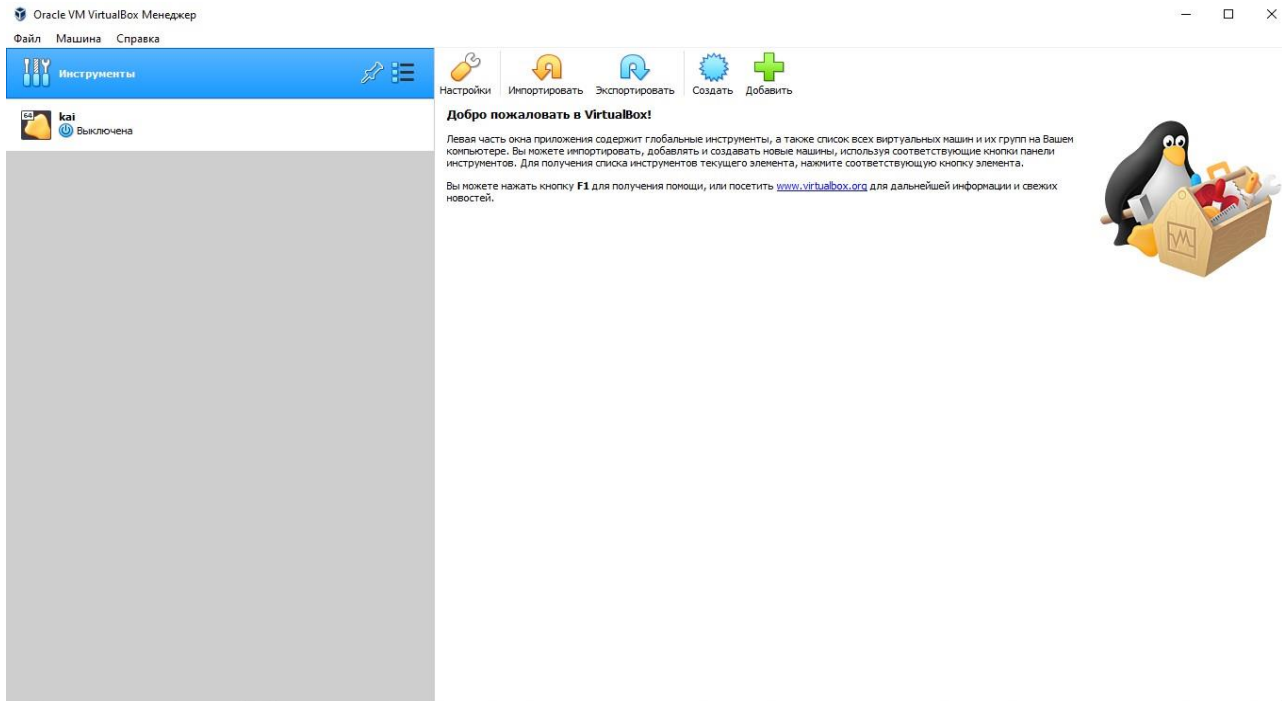 Oracle VM VirtualBox Менеджер
Файл Машина Справка
Инструменты
Настройки Импортировать Экспортировать Создать Добавить
64
kai
Выключена
Добро пожаловать в VirtualBox!
Левая часть окна приложения содержит глобальные инструменты, а также список всех виртуальных машин и их групп на Вашем
компьютере. Вы можете импортировать, добавлять и создавать новые машины, используя соответствующие кнопки панели
инструментов. Для получения списка инструментов текущего элемента, нажмите соответствующую кнопку элемента.
Вы можете нажать кнопку F1 для получения помощи, или посетить www.virtualbox.org для дальнейшей информации и свежих
новостей.